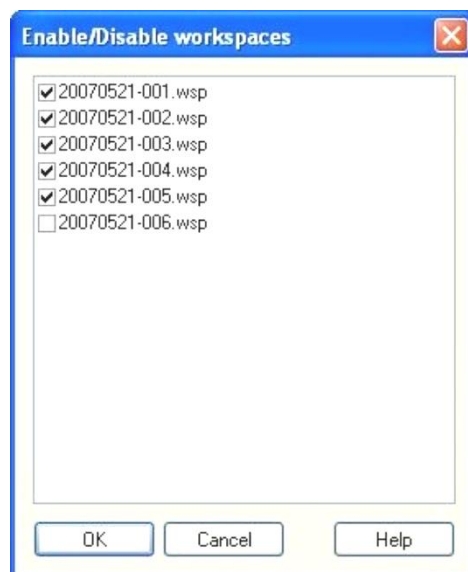 Enable/Disable workspaces
20070521-001.wsp
20070521-002.wsp
20070521-003.wsp
20070521-004.wsp
20070521-005.wsp
20070521-006.wsp
OK Cancel Help